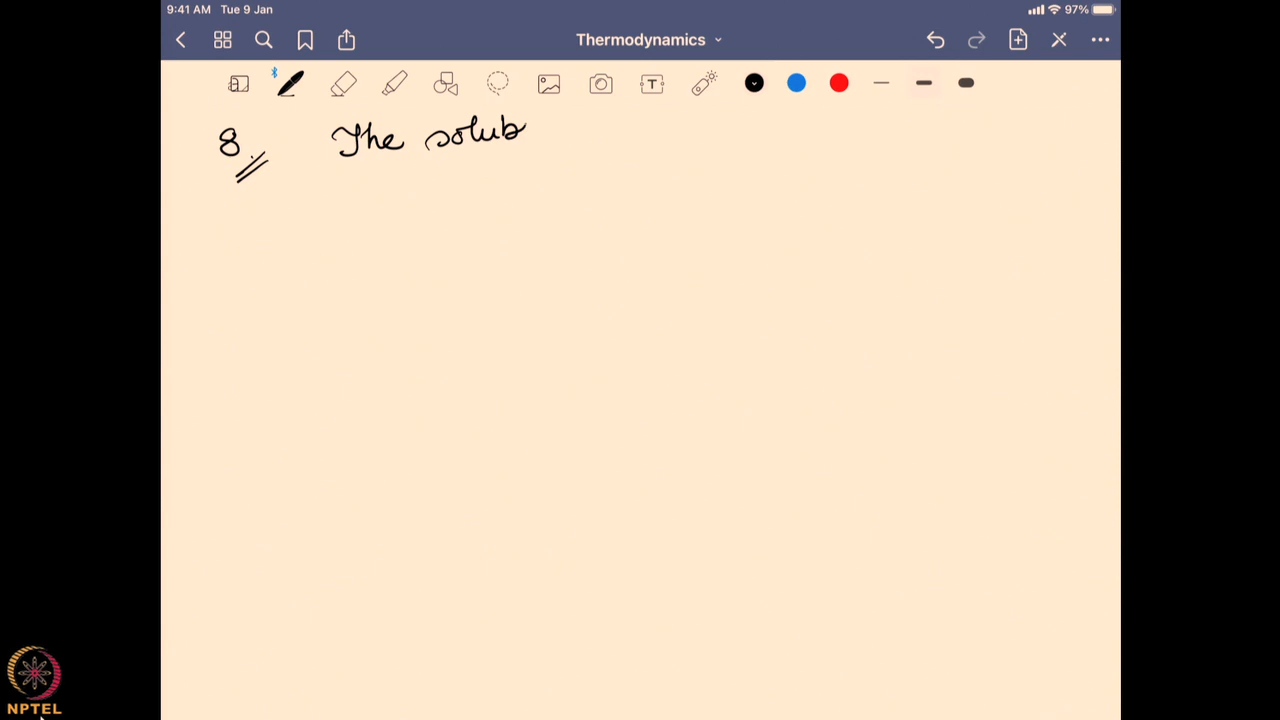 9:41 AM Tue 9 Jan 97%
Thermodynamics
T
8. The solub
NPTEL